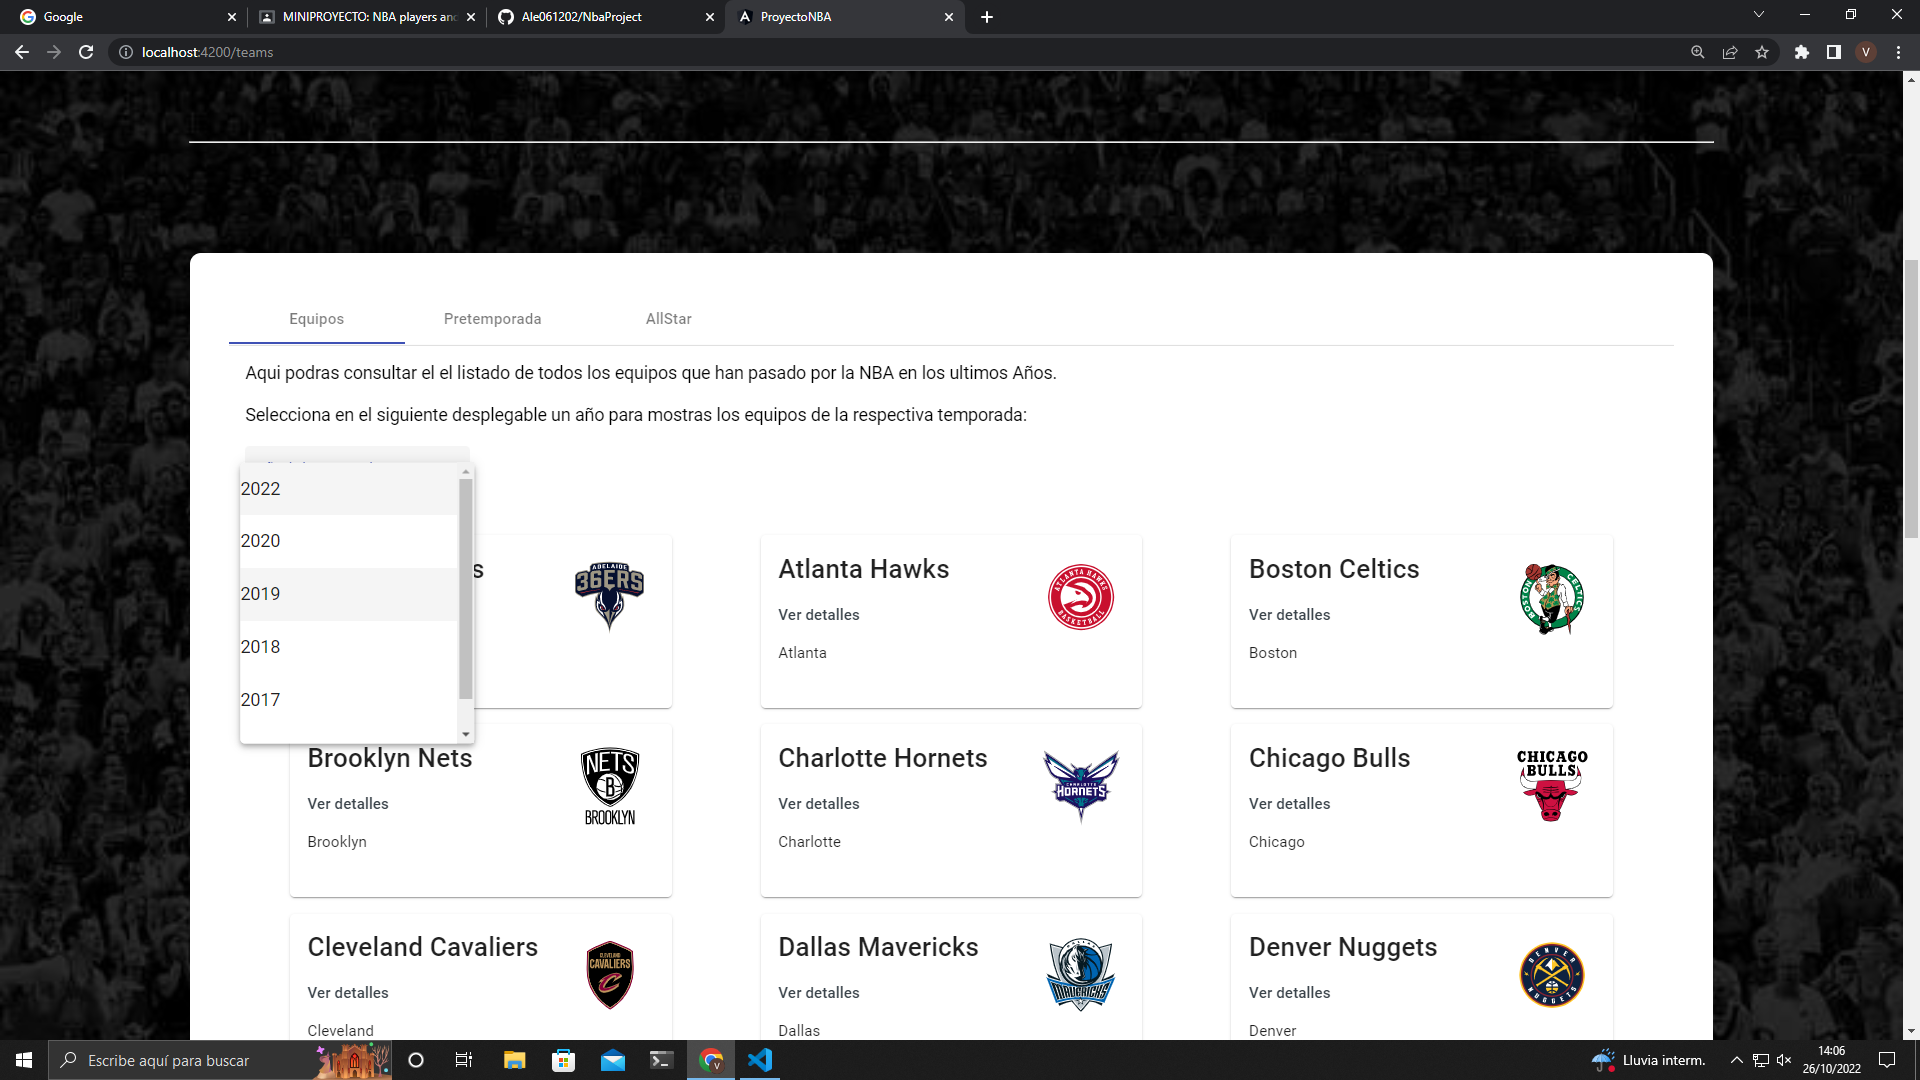 Google
MINIPROYECTO: NBA players an
Ale061202/NbaProject
ProyectoNBA
localhost:4200/teams
V
Equipos
Pretemporada
AllStar
Aqui podras consultar el el listado de todos los equipos que han pasado por la NBA en los ultimos Años.
Selecciona en el siguiente desplegable un año para mostras los equipos de la respectiva temporada:
2022
2020
2019
2018
2017
s
ADELAIDE
36ERS
Atlanta Hawks
Ver detalles
Atlanta
ATLANTA HAWKS
BASKETBALL
Boston Celtics
Ver detalles
Boston
BOSTON CELTICS
Brooklyn Nets
Ver detalles
Brooklyn
NETS
B
BROOKLYN
Charlotte Hornets
Ver detalles
Charlotte
CHARLOTTE
HORNETS
Chicago Bulls
Ver detalles
Chicago
CHICAGO
BULLS
Cleveland Cavaliers
Ver detalles
Cleveland
CLEVELAND
CAVALIERS
C
Dallas Mavericks
Ver detalles
Dallas
DALLAS
MAVERICKS
Denver Nuggets
Ver detalles
Denver
DENVER
NUGGETS
Escribe aquí para buscar
V
Lluvia interm.
14:06
26/10/2022